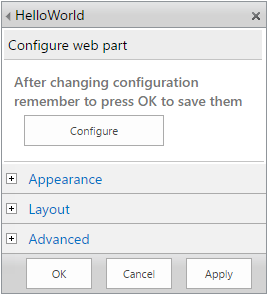 HelloWorld
Configure web part
After changing configuration
remember to press OK to save them
Configure
Appearance
Layout
Advanced
OK Cancel Apply